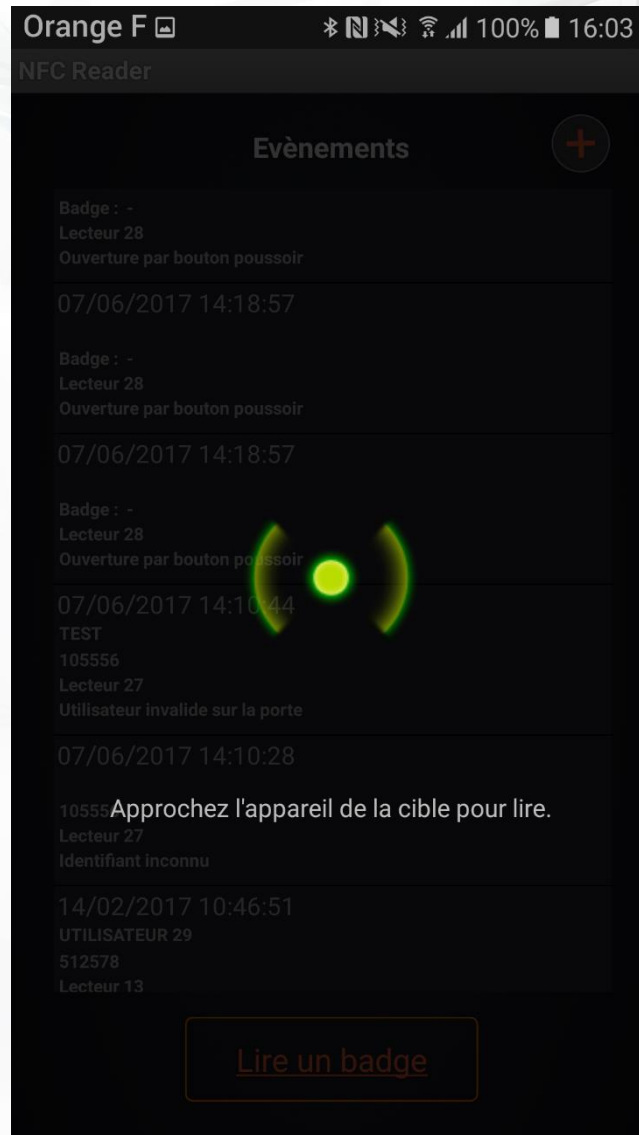 Orange F 100% 16:03
NFC Reader
Evènements
+
Badge : -
Lecteur 28
Ouverture par bouton poussoir
07/06/2017 14:18:57
Badge : -
Lecteur 28
Ouverture par bouton poussoir
07/06/2017 14:18:57
Badge : -
Lecteur 28
Ouverture par bouton poussoir
07/06/2017 14:10:44
TEST
105556
Lecteur 27
Utilisateur invalide sur la porte
07/06/2017 14:10:28
Approchez l'appareil de la cible pour lire.
Lecteur 27
Identifiant inconnu
14/02/2017 10:46:51
UTILISATEUR 29
512578
Lecteur 13
Lire un badge